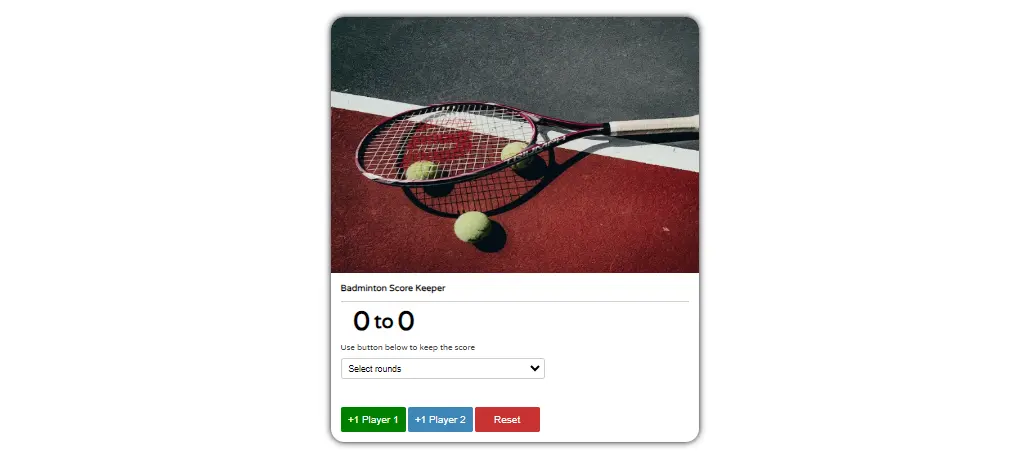 Badminton Score Keeper
0 to 0
Use button below to keep the score
Select rounds
+1 Player 1 +1 Player 2 Reset